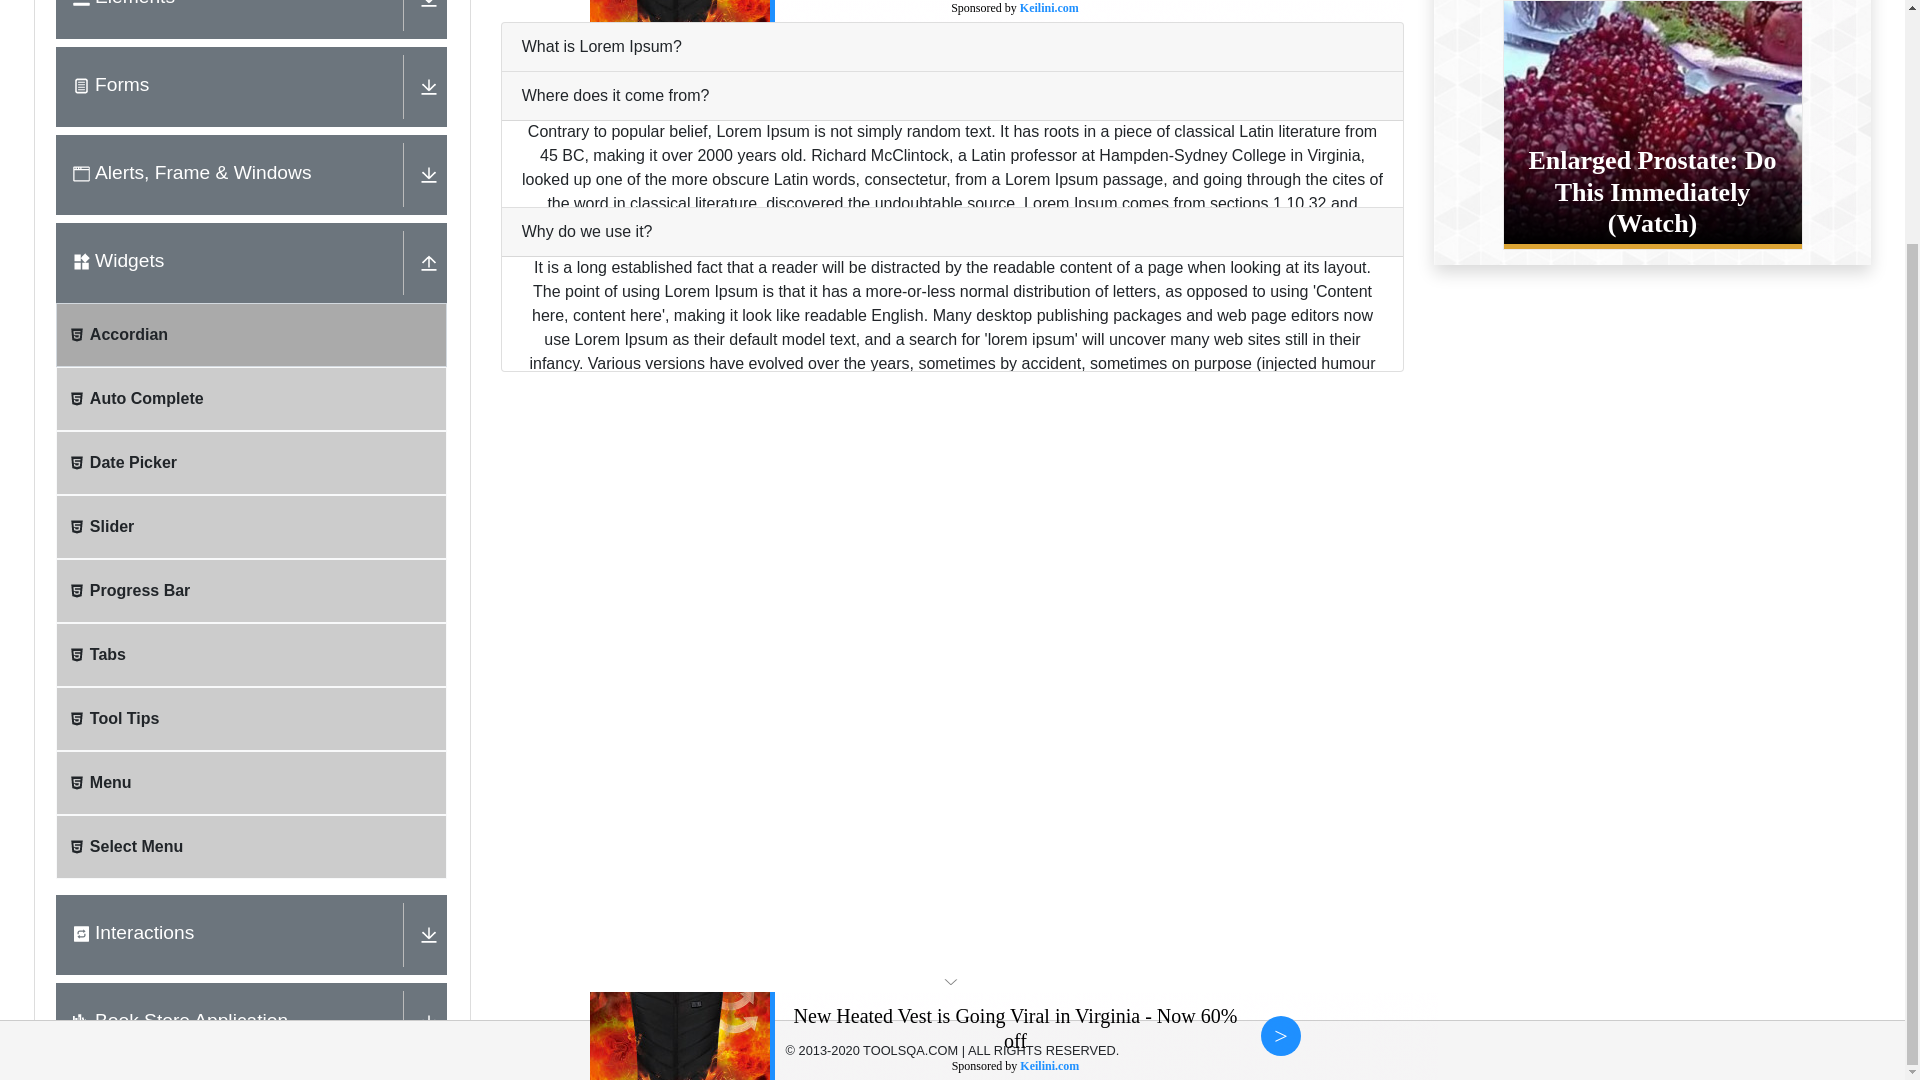 Elements
Forms
Alerts, Frame & Windows
Widgets
Accordian
Auto Complete
Date Picker
Slider
Progress Bar
Tabs
Tool Tips
Menu
Select Menu
Interactions
Book Store Application
Sponsored by Keilini.com
What is Lorem Ipsum?
Where does it come from?
Contrary to popular belief, Lorem Ipsum is not simply random text. It has roots in a piece of classical Latin literature from
45 BC, making it over 2000 years old. Richard McClintock, a Latin professor at Hampden-Sydney College in Virginia,
looked up one of the more obscure Latin words, consectetur, from a Lorem Ipsum passage, and going through the cites of
the word in classical literature, discovered the undoubtable source. Lorem Ipsum comes from sections 1.10.32 and
Why do we use it?
It is a long established fact that a reader will be distracted by the readable content of a page when looking at its layout.
The point of using Lorem Ipsum is that it has a more-or-less normal distribution of letters, as opposed to using 'Content
here, content here', making it look like readable English. Many desktop publishing packages and web page editors now
use Lorem Ipsum as their default model text, and a search for 'lorem ipsum' will uncover many web sites still in their
infancy. Various versions have evolved over the years, sometimes by accident, sometimes on purpose (injected humour
Enlarged Prostate: Do
This Immediately
(Watch)
New Heated Vest is Going Viral in Virginia - Now 60%
off
>
© 2013-2020 TOOLSQA.COM | ALL RIGHTS RESERVED.
Sponsored by Keilini.com